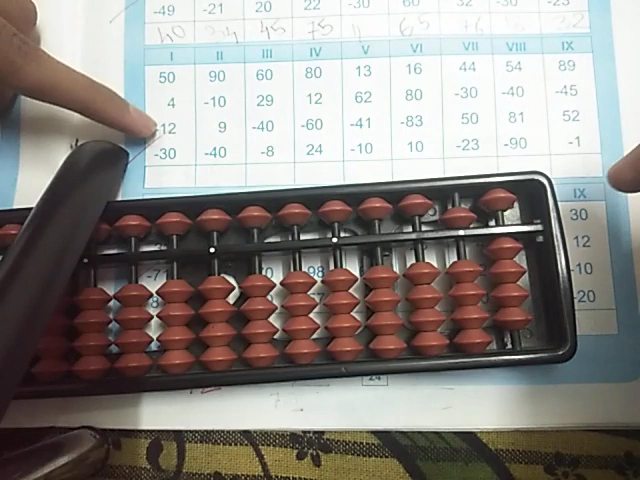 -49 -21 20 22 -30 60 32 -30 -23
I II III IV V VI VII VIII IX
50 90 60 80 13 16 44 54 89
4 -10 29 12 62 80 -30 -40 -45
-12 9 -40 -60 -41 -83 50 81 52
-30 -40 -8 24 -10 10 -23 -90 -1
IX
30
12
-10
-20
24